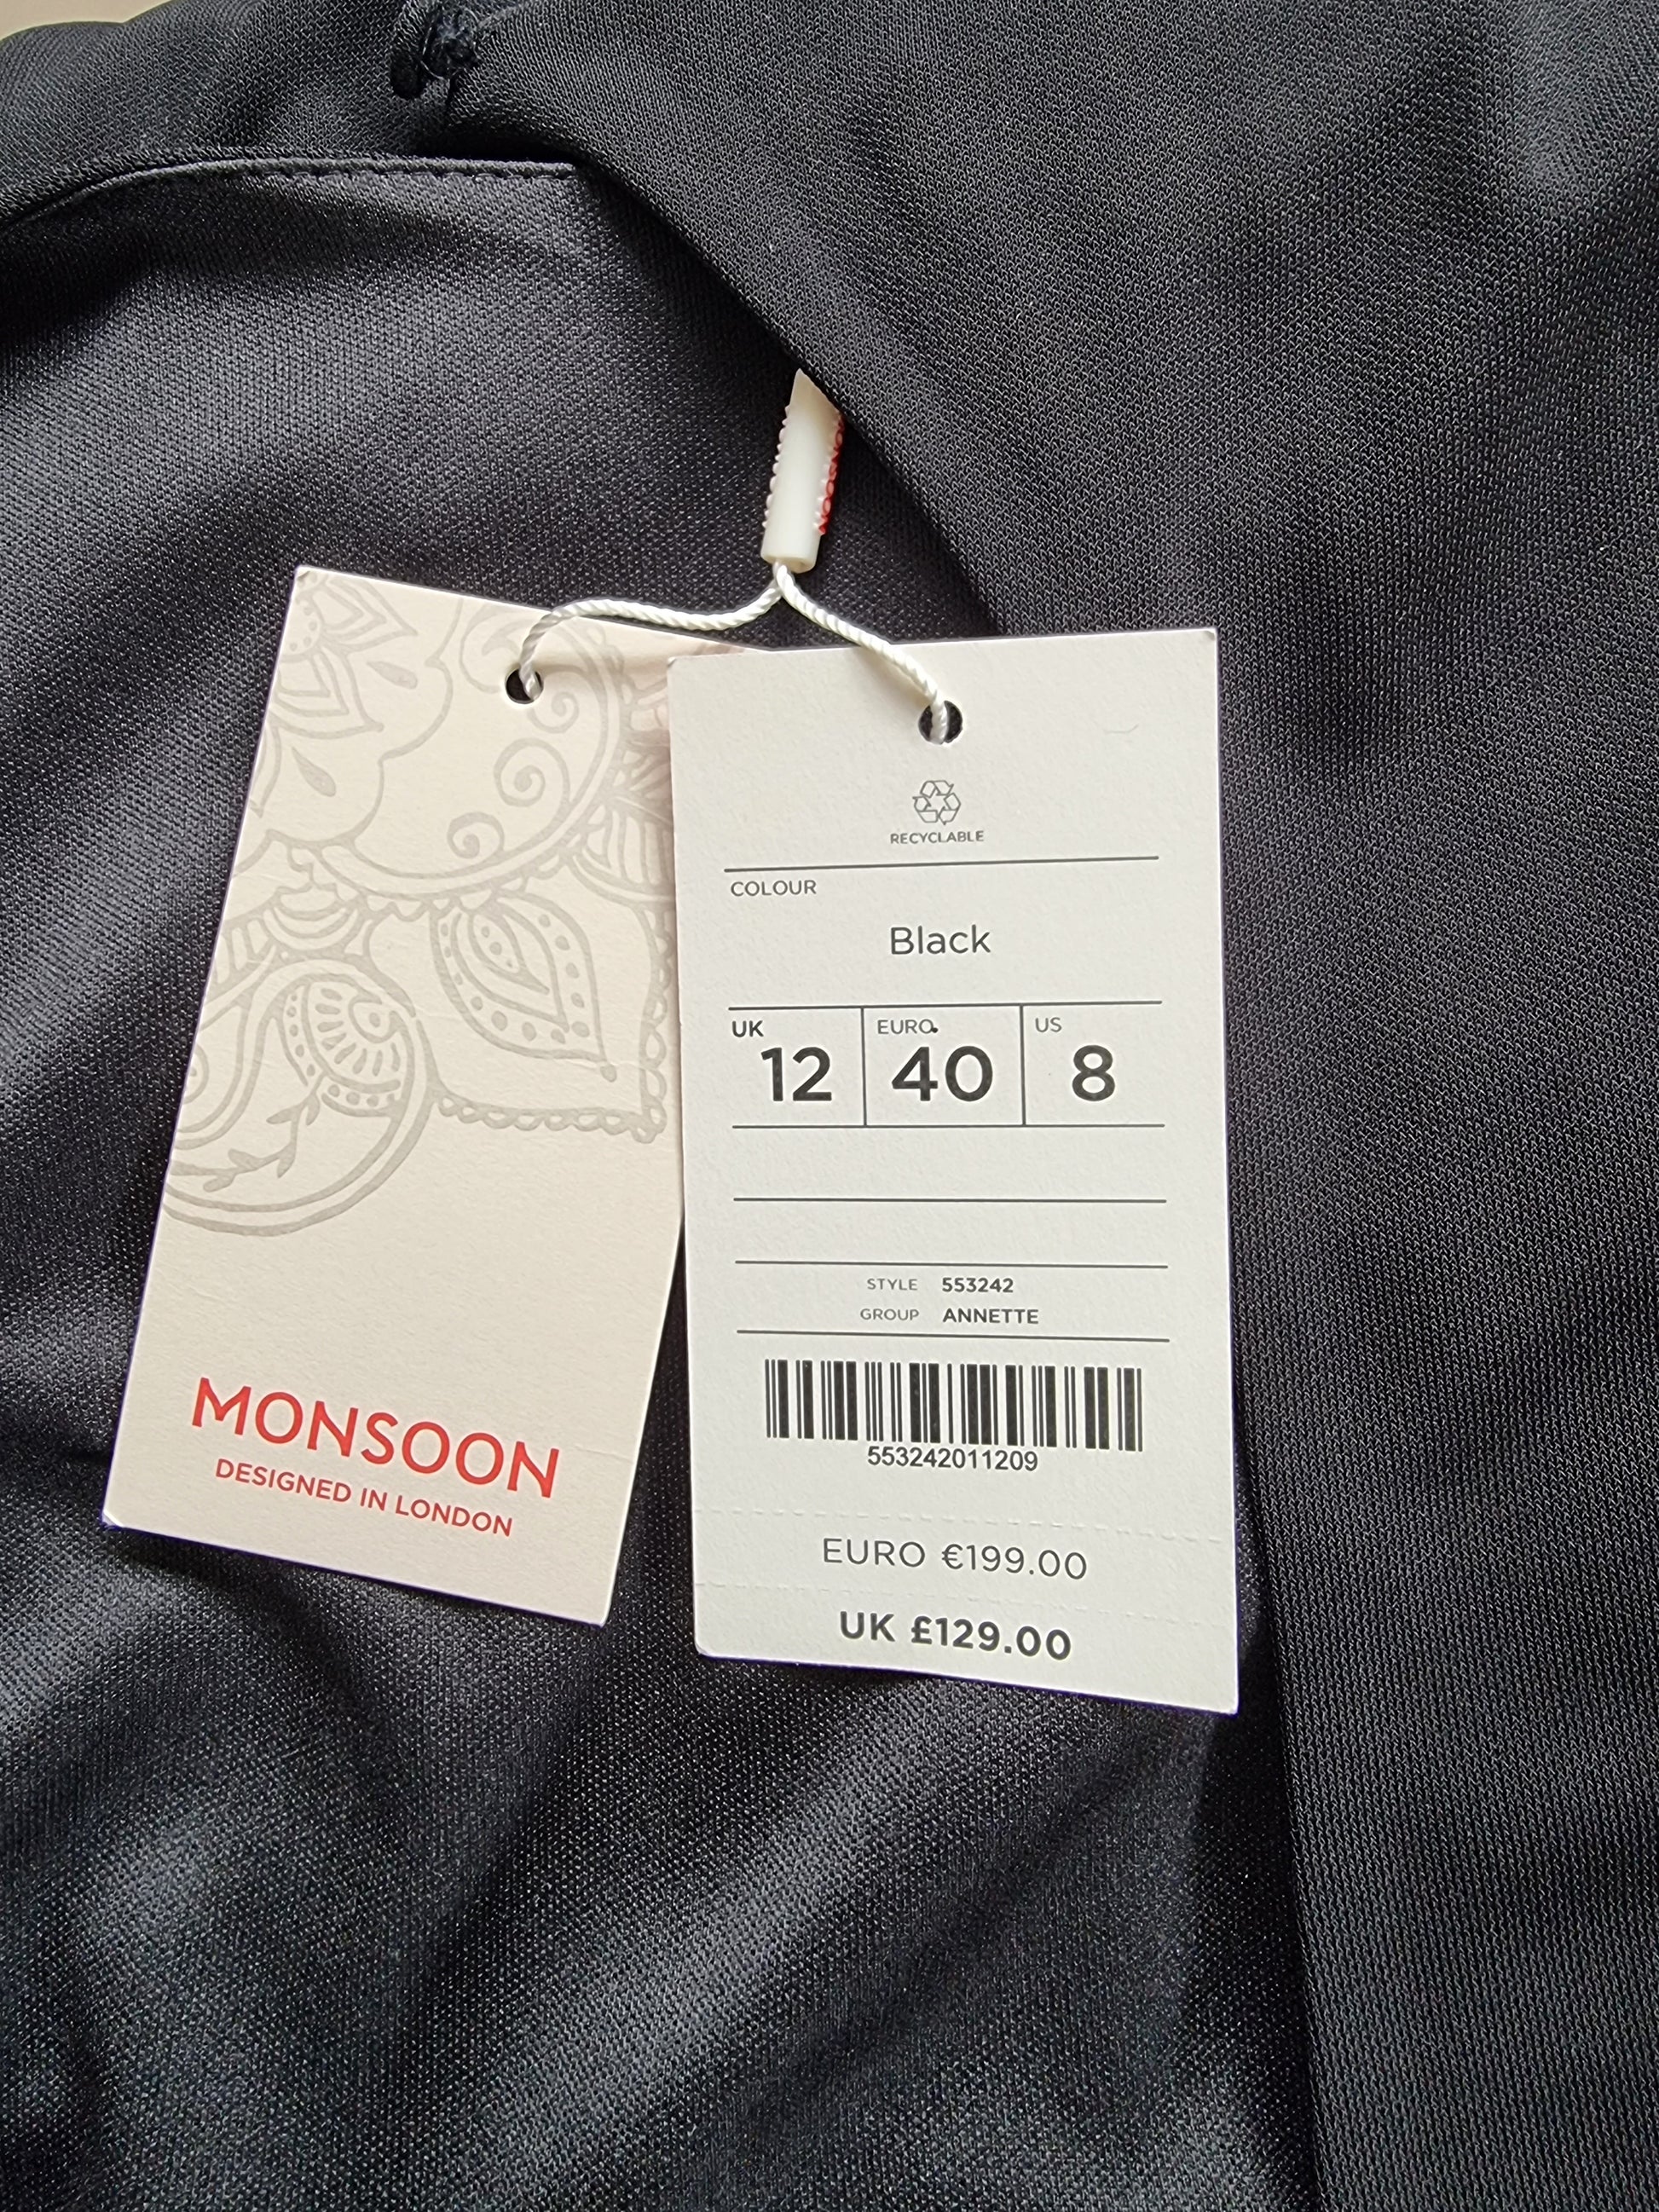 MONSOON
DESIGNED IN LONDON
RECYCLABLE
COLOUR
Black
UK EURO. US
12 40 8
STYLE 553242
GROUP ANNETTE
553242011209
EURO €199.00
UK £129.00